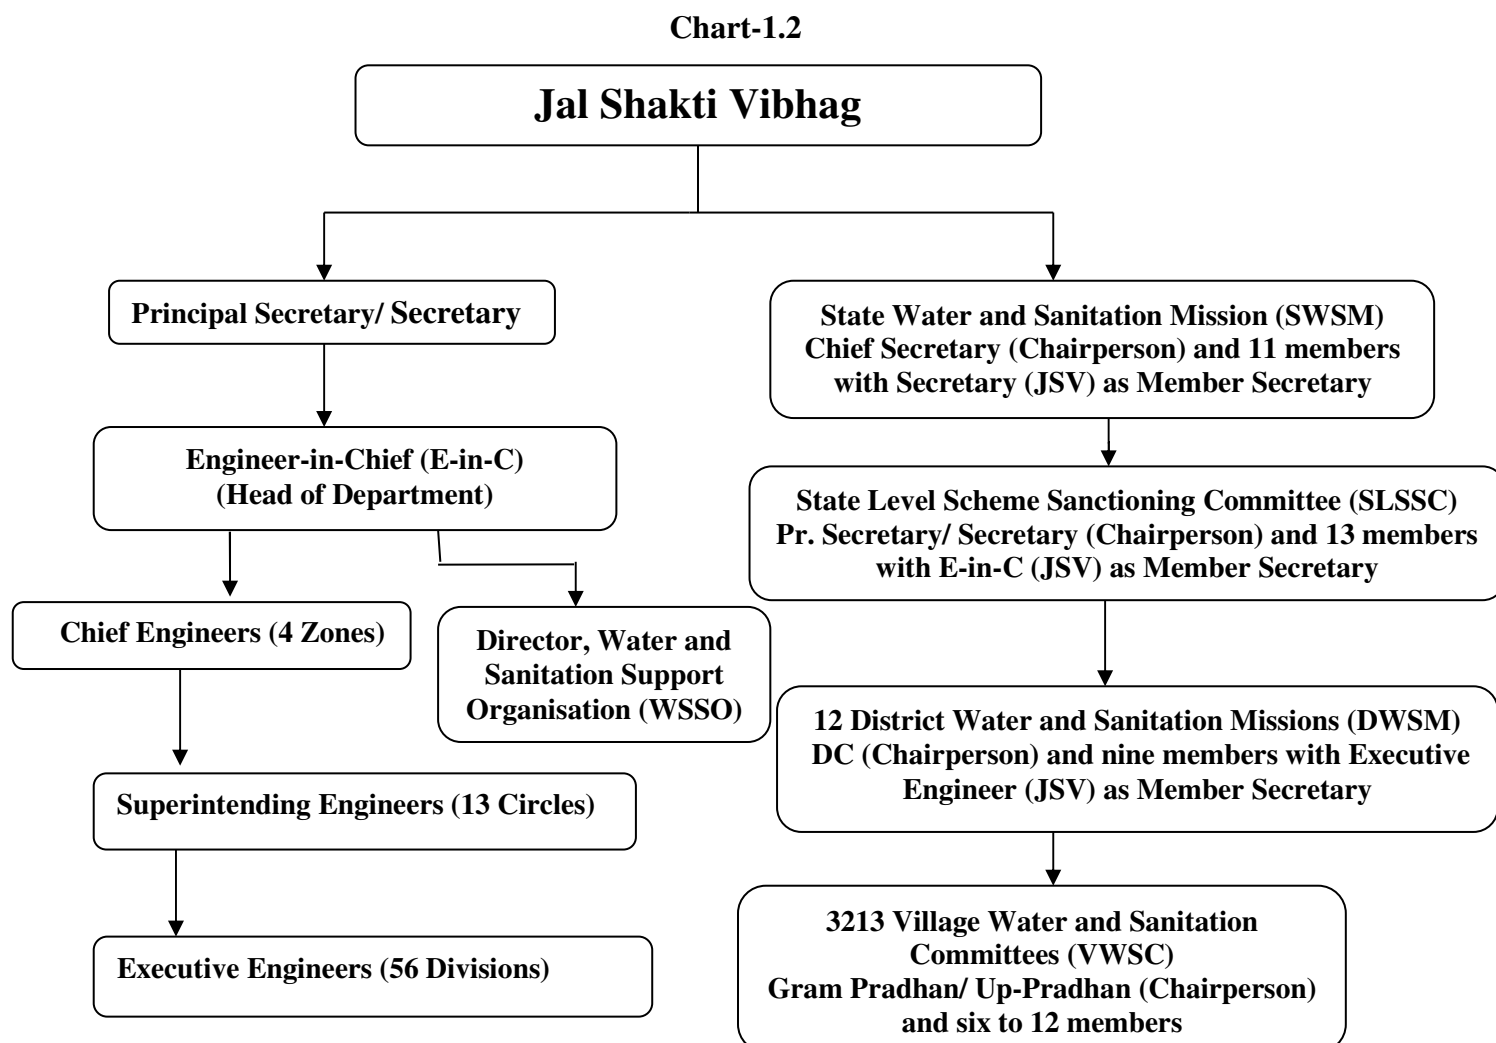 Chart-1.2
Jal Shakti Vibhag
Principal Secretary/ Secretary
Engineer-in-Chief (E-in-C)
(Head of Department)
Chief Engineers (4 Zones)
Director, Water and
Sanitation Support
Organisation (WSSO)
Superintending Engineers (13 Circles)
Executive Engineers (56 Divisions)
State Water and Sanitation Mission (SWSM)
Chief Secretary (Chairperson) and 11 members
with Secretary (JSV) as Member Secretary
State Level Scheme Sanctioning Committee (SLSSC)
Pr. Secretary/ Secretary (Chairperson) and 13 members
with E-in-C (JSV) as Member Secretary
12 District Water and Sanitation Missions (DWSM)
DC (Chairperson) and nine members with Executive
Engineer (JSV) as Member Secretary
3213 Village Water and Sanitation
Committees (VWSC)
Gram Pradhan/ Up-Pradhan (Chairperson)
and six to 12 members